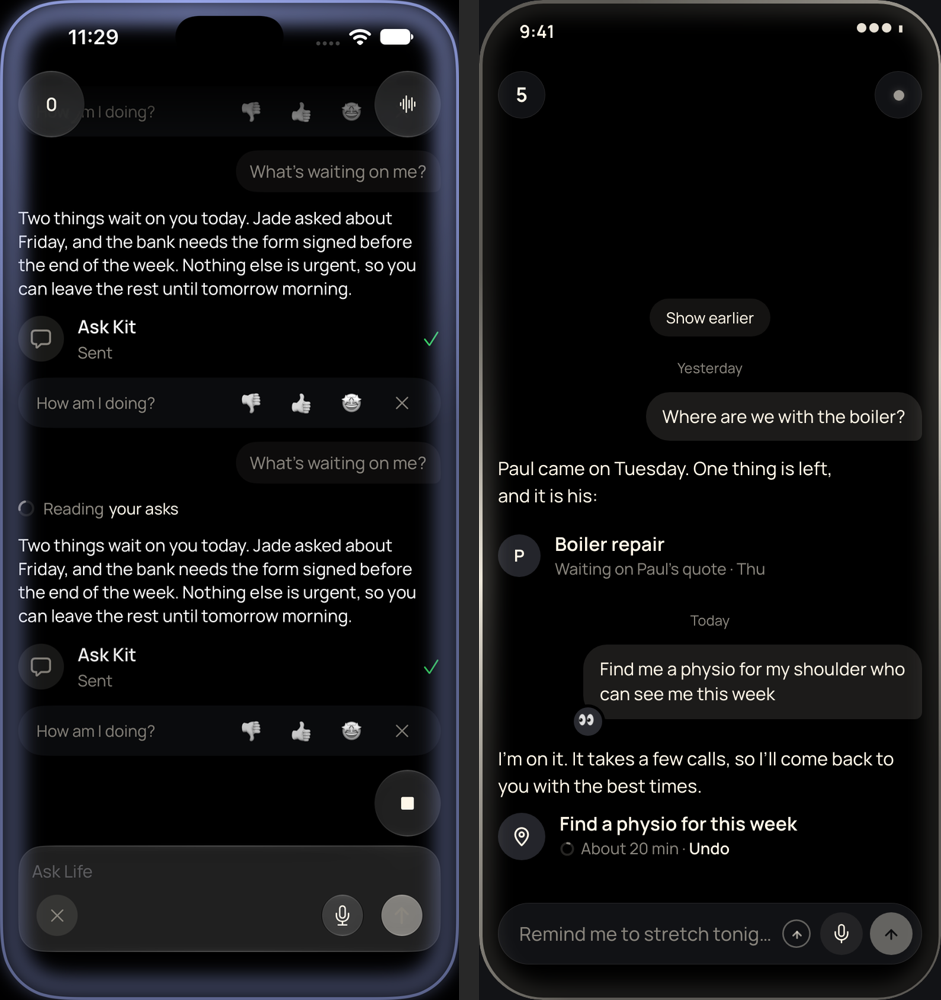 11:29
0
am I doing?
What's waiting on me?
Two things wait on you today. Jade asked about
Friday, and the bank needs the form signed before
the end of the week. Nothing else is urgent, so you
can leave the rest until tomorrow morning.
Ask Kit
Sent
How am I doing?
What's waiting on me?
Reading your asks
Two things wait on you today. Jade asked about
Friday, and the bank needs the form signed before
the end of the week. Nothing else is urgent, so you
can leave the rest until tomorrow morning.
Ask Kit
Sent
How am I doing?
Ask Life
9:41
5
Show earlier
Yesterday
Where are we with the boiler?
Paul came on Tuesday. One thing is left,
and it is his:
P
Boiler repair
Waiting on Paul's quote · Thu
Today
Find me a physio for my shoulder who
can see me this week
I'm on it. It takes a few calls, so I'll come back to
you with the best times.
Find a physio for this week
About 20 min · Undo
Remind me to stretch tonig...